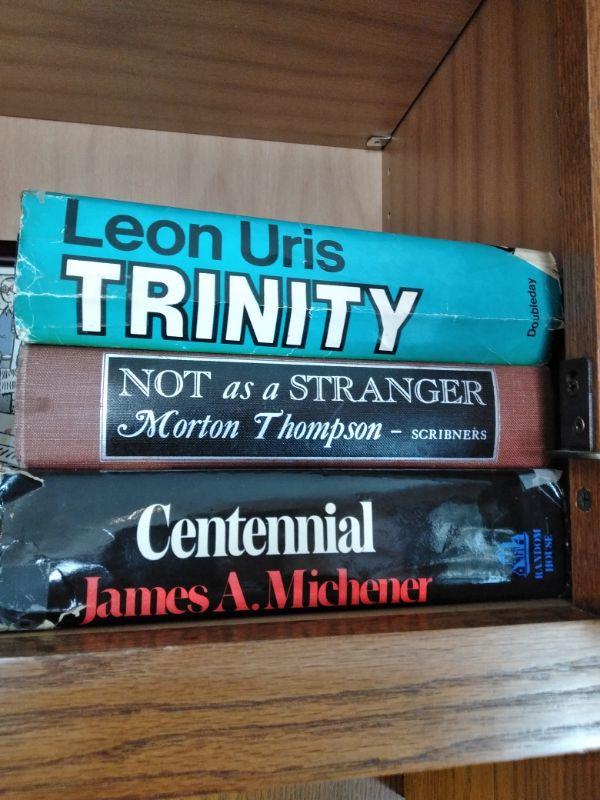 Leon Uris
TRINITY
Doubleday
NOT as a STRANGER
Morton Thompson – SCRIBNERS
Centennial
James A. Michener
RANDOM
HOUSE